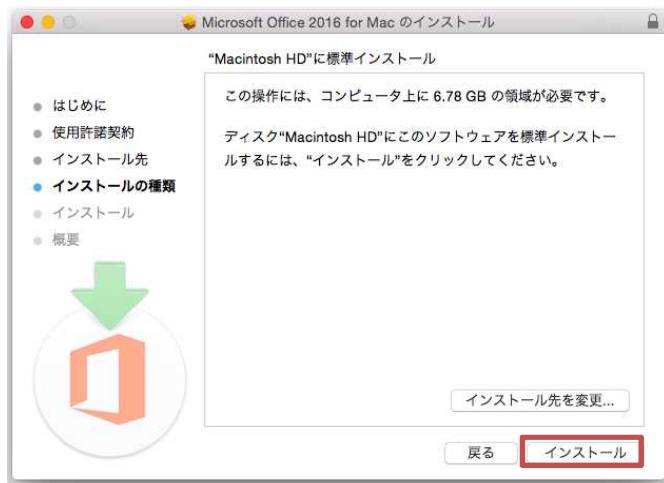 Microsoft Office 2016 for Mac のインストール
"Macintosh HD"に標準インストール
はじめに
使用許諾契約
インストール先
インストールの種類
インストール
概要
この操作には、コンピュータ上に 6.78 GB の領域が必要です。
ディスク"Macintosh HD"にこのソフトウェアを標準インストー
ルするには、"インストール"をクリックしてください。
インストール先を変更...
戻る
インストール